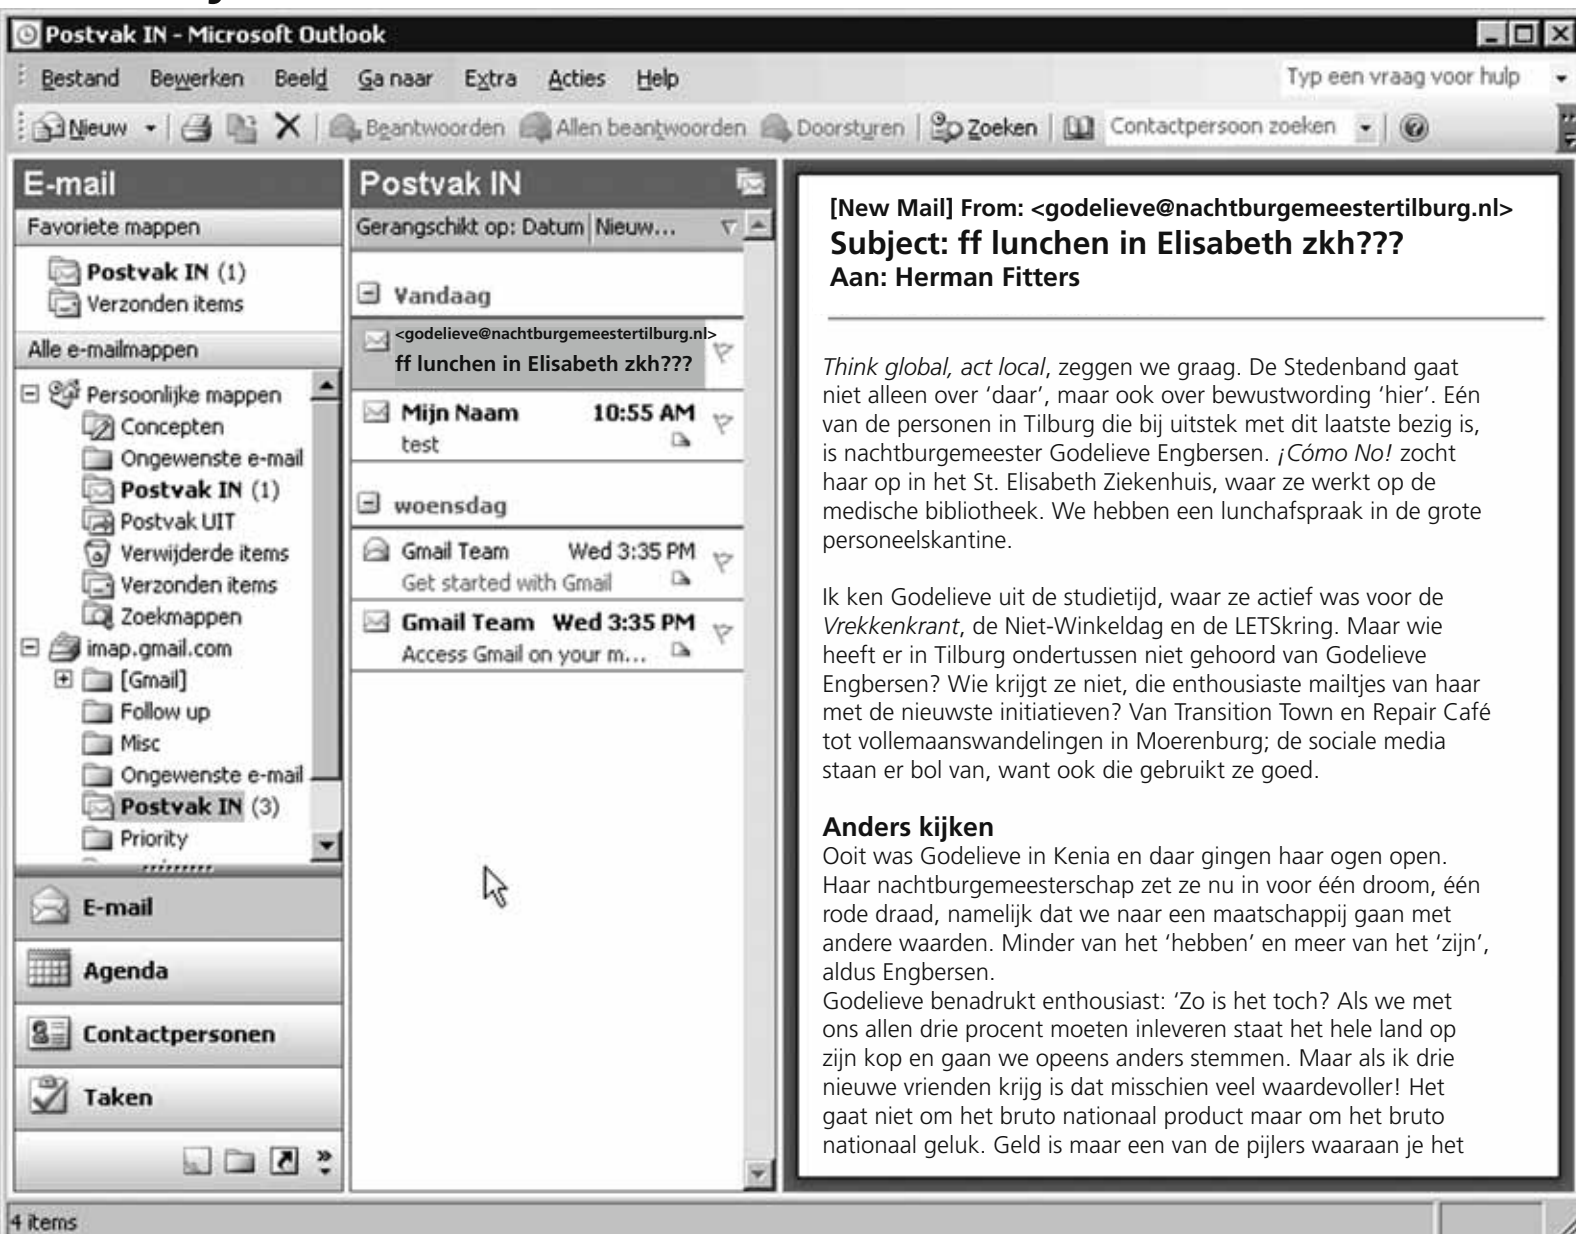 Postvak IN - Microsoft Outlook
Bestand Bewerken Beeld Ga naar Extra Acties Help Typ een vraag voor hulp
Nieuw Beantwoorden Allen beantwoorden Doorsturen Zoeken Contactpersoon zoeken
E-mail
Favoriete mappen
Postvak IN (1)
Verzonden items
Alle e-mailmappen
Persoonlijke mappen
Concepten
Ongewenste e-mail
Postvak IN (1)
Postvak UIT
Verwijderde items
Verzonden items
Zoekmappen
imap.gmail.com
[Gmail]
Follow up
Misc
Ongewenste e-mail
Postvak IN (3)
Priority
E-mail
Agenda
Contactpersonen
Taken
4 items
Postvak IN
Gerangschikt op: Datum Nieuw...
Vandaag
<godelieve@nachtburgemeestertilburg.nl>
ff lunchen in Elisabeth zkh???
Mijn Naam 10:55 AM
test
woensdag
Gmail Team Wed 3:35 PM
Get started with Gmail
Gmail Team Wed 3:35 PM
Access Gmail on your m...
[New Mail] From: <godelieve@nachtburgemeestertilburg.nl>
Subject: ff lunchen in Elisabeth zkh???
Aan: Herman Fitters
Think global, act local, zeggen we graag. De Stedenband gaat
niet alleen over ‘daar’, maar ook over bewustwording ‘hier’. Eén
van de personen in Tilburg die bij uitstek met dit laatste bezig is,
is nachtburgemeester Godelieve Engbersen. ¡Cómo No! zocht
haar op in het St. Elisabeth Ziekenhuis, waar ze werkt op de
medische bibliotheek. We hebben een lunchafspraak in de grote
personeelskantine.
Ik ken Godelieve uit de studietijd, waar ze actief was voor de
Vrekkenkrant, de Niet-Winkeldag en de LETSkring. Maar wie
heeft er in Tilburg ondertussen niet gehoord van Godelieve
Engbersen? Wie krijgt ze niet, die enthousiaste mailtjes van haar
met de nieuwste initiatieven? Van Transition Town en Repair Café
tot vollemaanswandelingen in Moerenburg; de sociale media
staan er bol van, want ook die gebruikt ze goed.
Anders kijken
Ooit was Godelieve in Kenia en daar gingen haar ogen open.
Haar nachtburgemeesterschap zet ze nu in voor één droom, één
rode draad, namelijk dat we naar een maatschappij gaan met
andere waarden. Minder van het ‘hebben’ en meer van het ‘zijn’,
aldus Engbersen.
Godelieve benadrukt enthousiast: ‘Zo is het toch? Als we met
ons allen drie procent moeten inleveren staat het hele land op
zijn kop en gaan we opeens anders stemmen. Maar als ik drie
nieuwe vrienden krijg is dat misschien veel waardevoller! Het
gaat niet om het bruto nationaal product maar om het bruto
nationaal geluk. Geld is maar een van de pijlers waaraan je het